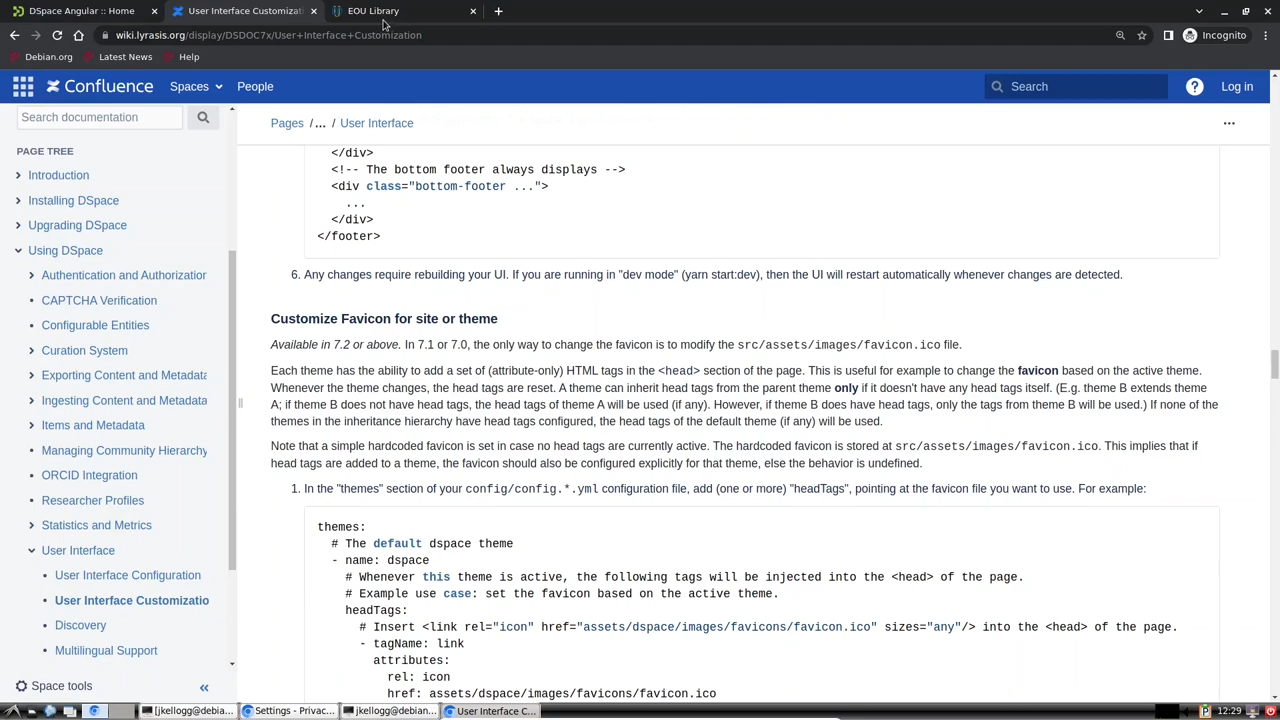 DSpace Angular :: Home
User Interface Customizati
EOU Library
wiki.lyrasis.org/display/DSDOC7x/User+Interface+Customization
Incognito
Debian.org
Latest News
Help
Confluence
Spaces
People
Search
Log in
Search documentation
Pages /... / User Interface
PAGE TREE
Introduction
Installing DSpace
Upgrading DSpace
Using DSpace
Authentication and Authorization
CAPTCHA Verification
Configurable Entities
Curation System
Exporting Content and Metadata
Ingesting Content and Metadata
Items and Metadata
Managing Community Hierarchy
ORCID Integration
Researcher Profiles
Statistics and Metrics
User Interface
User Interface Configuration
User Interface Customizatio
Discovery
Multilingual Support
Space tools
</div>
<!-- The bottom footer always displays -->
<div class="bottom-footer ...">
...
</div>
</footer>
6. Any changes require rebuilding your UI. If you are running in "dev mode" (yarn start:dev), then the UI will restart automatically whenever changes are detected.
Customize Favicon for site or theme
Available in 7.2 or above. In 7.1 or 7.0, the only way to change the favicon is to modify the src/assets/images/favicon.ico file.
Each theme has the ability to add a set of (attribute-only) HTML tags in the <head> section of the page. This is useful for example to change the favicon based on the active theme.
Whenever the theme changes, the head tags are reset. A theme can inherit head tags from the parent theme only if it doesn't have any head tags itself. (E.g. theme B extends theme
A; if theme B does not have head tags, the head tags of theme A will be used (if any). However, if theme B does have head tags, only the tags from theme B will be used.) If none of the
themes in the inheritance hierarchy have head tags configured, the head tags of the default theme (if any) will be used.
Note that a simple hardcoded favicon is set in case no head tags are currently active. The hardcoded favicon is stored at src/assets/images/favicon.ico. This implies that if
head tags are added to a theme, the favicon should also be configured explicitly for that theme, else the behavior is undefined.
1. In the "themes" section of your config/config.*.yml configuration file, add (one or more) "headTags", pointing at the favicon file you want to use. For example:
themes:
# The default dspace theme
- name: dspace
# Whenever this theme is active, the following tags will be injected into the <head> of the page.
# Example use case: set the favicon based on the active theme.
headTags:
# Insert <link rel="icon" href="assets/dspace/images/favicons/favicon.ico" sizes="any"/> into the <head> of the page.
- tagName: link
attributes:
rel: icon
href: assets/dspace/images/favicons/favicon.ico
[jkellogg@debia...
Settings - Privac...
jkellogg@debian...
User Interface C...
12:29